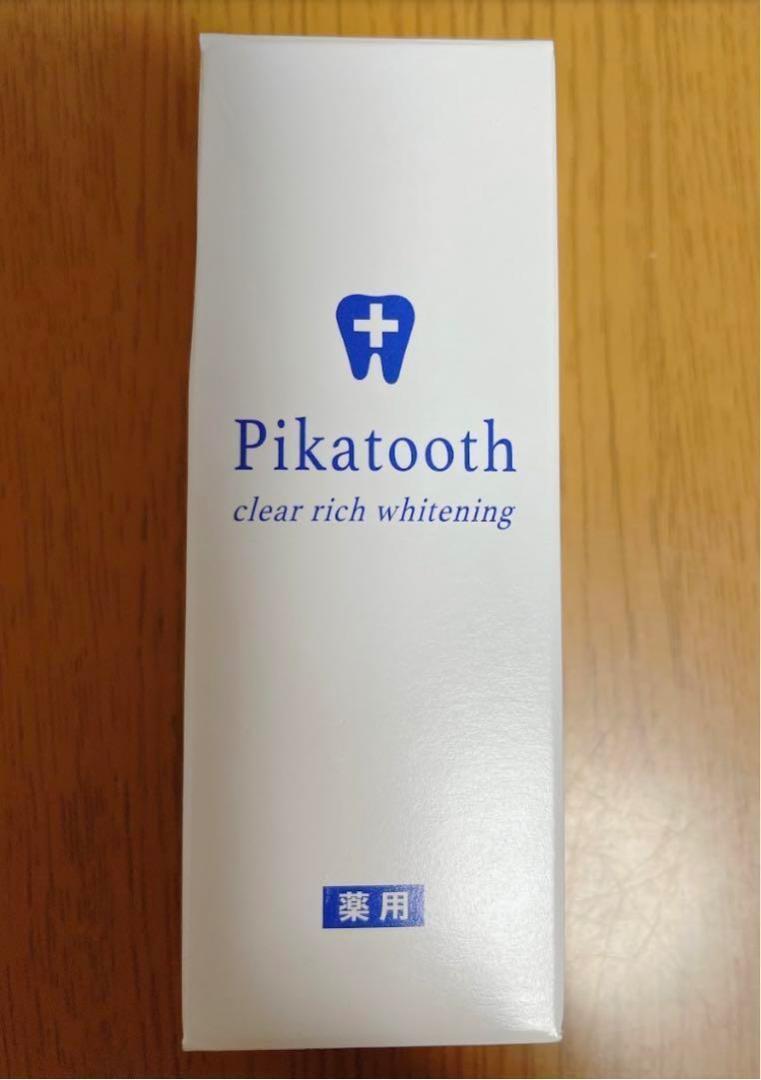 Pikatooth
clear rich whitening
薬用